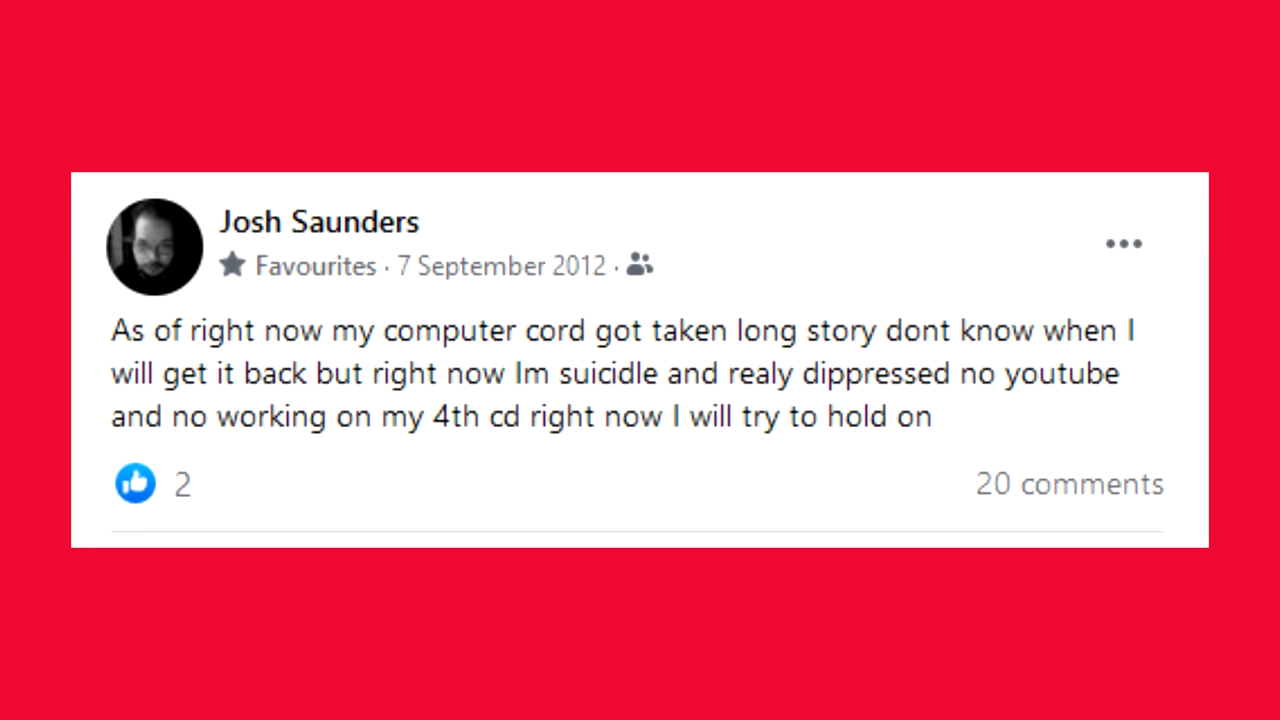 Josh Saunders
Favourites · 7 September 2012 ·
As of right now my computer cord got taken long story dont know when I
will get it back but right now Im suicidle and realy dippressed no youtube
and no working on my 4th cd right now I will try to hold on
2
20 comments